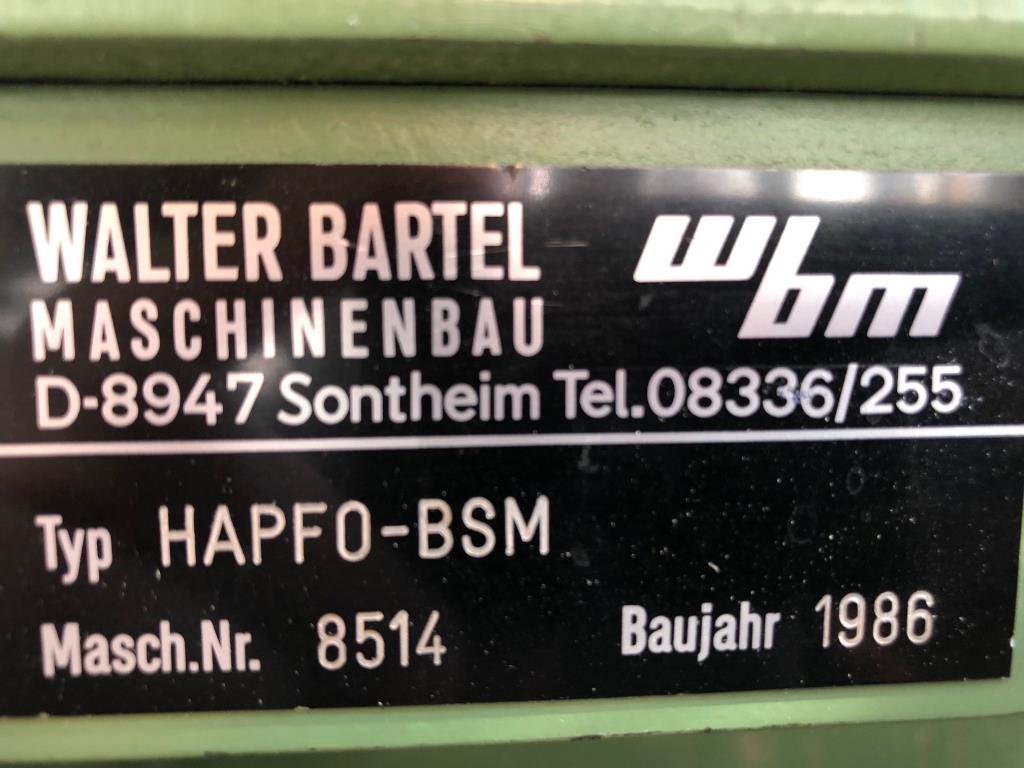 WALTER BARTEL
wbm
MASCHINENBAU
D-8947 Sontheim Tel.08336/255
Typ HAPFO-BSM
Masch.Nr. 8514 Baujahr 1986